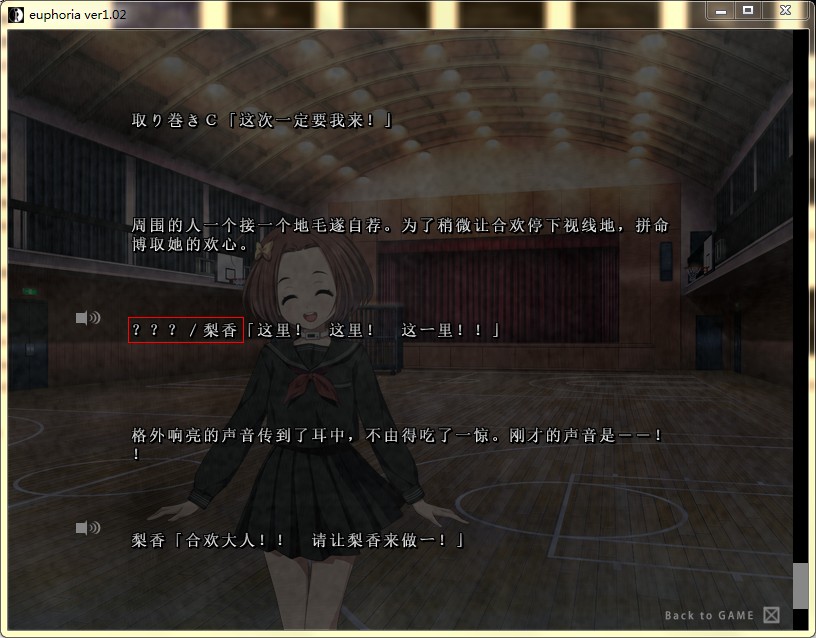 euphoria ver1.02
取り巻きＣ「这次一定要我来！」
周围的人一个接一个地毛遂自荐。为了稍微让合欢停下视线地，拼命
博取她的欢心。
？？？／梨香「这里！　这里！　这一里！！」
格外响亮的声音传到了耳中，不由得吃了一惊。刚才的声音是－－！
！
梨香「合欢大人！！　请让梨香来做一！」
Back to GAME